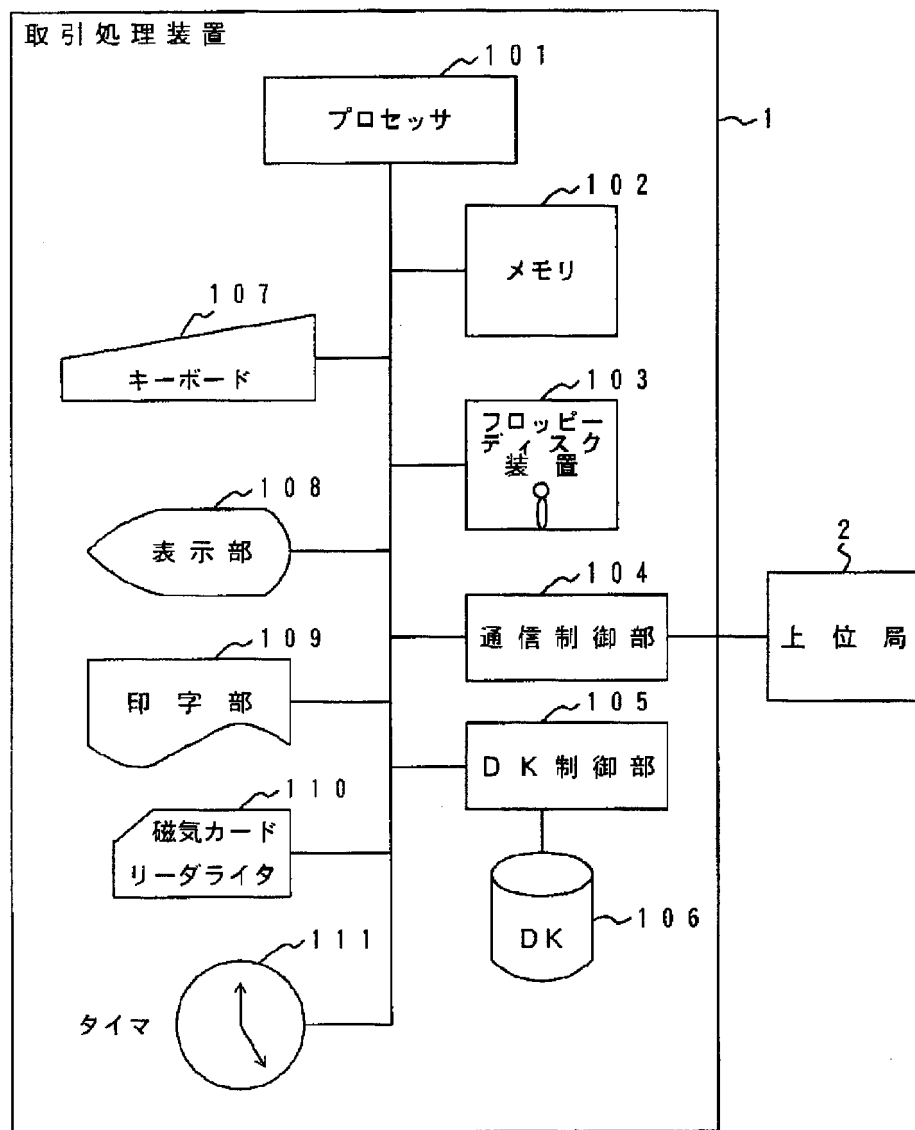 取引処理装置
101
プロセッサ
1
102
メモリ
107
キーボード
103
フロッピー
ディスク
装置
108
表示部
2
上位局
104
通信制御部
109
印字部
105
DK制御部
110
磁気カード
リーダライタ
106
DK
111
タイマ